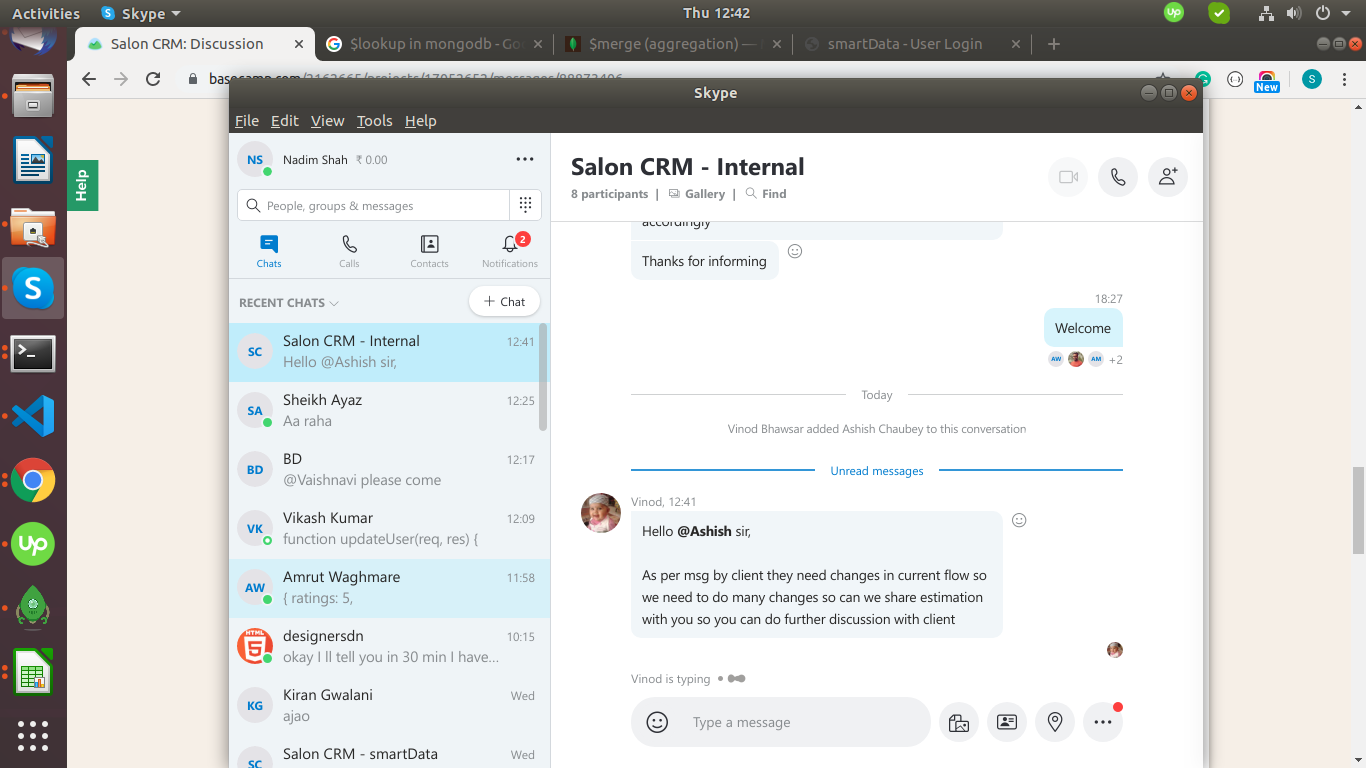 Activities
Skype
Thu 12:42
Up
Salon CRM: Discussion
$lookup in mongodb - Go
$merge (aggregation) —
smartData - User Login
S
New
Help
Skype
File Edit View Tools Help
NS
Nadim Shah ₹ 0.00
People, groups & messages
Chats
Calls
Contacts
2
Notifications
RECENT CHATS
+ Chat
SC
Salon CRM - Internal 12:41
Hello @Ashish sir,
SA
Sheikh Ayaz 12:25
Aa raha
BD
BD 12:17
@Vaishnavi please come
VK
Vikash Kumar 12:09
function updateUser(req, res) {
AW
Amrut Waghmare 11:58
{ ratings: 5,
HTML
5
designersdn 10:15
okay I ll tell you in 30 min I have...
KG
Kiran Gwalani Wed
ajao
SC
Salon CRM - smartData Wed
Salon CRM - Internal
8 participants | Gallery | Find
accordingly
Thanks for informing
18:27
Welcome
AW AM +2
Today
Vinod Bhawsar added Ashish Chaubey to this conversation
Unread messages
Vinod, 12:41
Hello @Ashish sir,
As per msg by client they need changes in current flow so
we need to do many changes so can we share estimation
with you so you can do further discussion with client
Vinod is typing
Type a message
Up